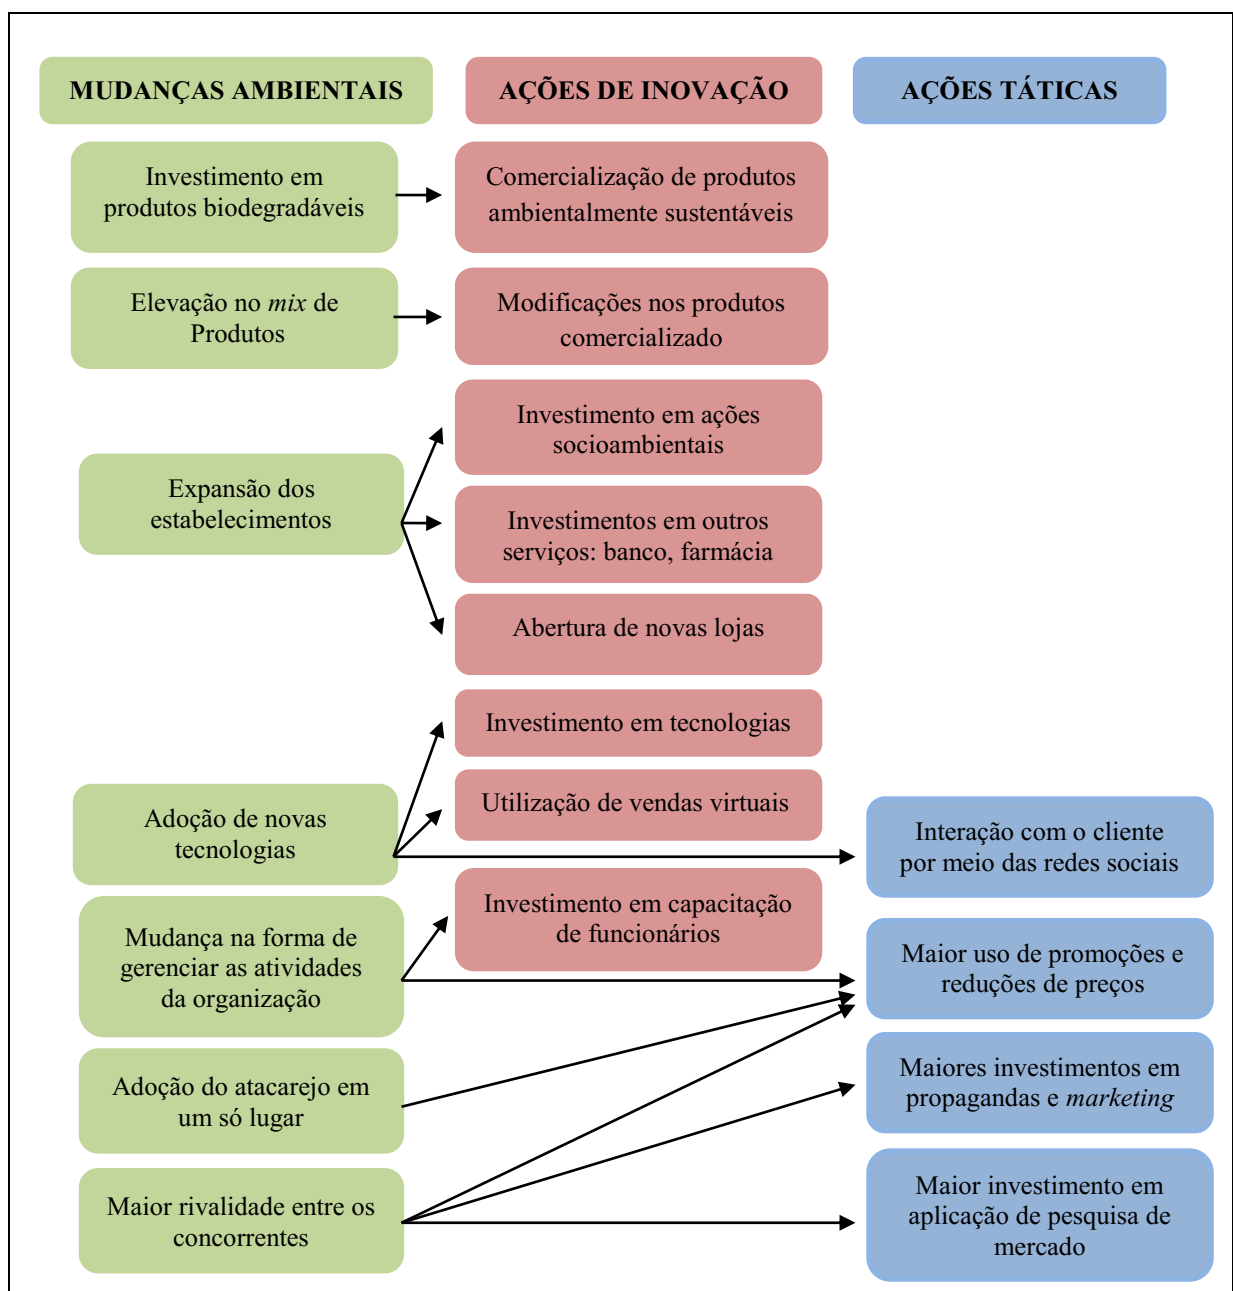 MUDANÇAS AMBIENTAIS
AÇÕES DE INOVAÇÃO
AÇÕES TÁTICAS
Investimento em
produtos biodegradáveis
Comercialização de produtos
ambientalmente sustentáveis
Elevação no mix de
Produtos
Modificações nos produtos
comercializado
Investimento em ações
socioambientais
Expansão dos
estabelecimentos
Investimentos em outros
serviços: banco, farmácia
Abertura de novas lojas
Investimento em tecnologias
Utilização de vendas virtuais
Adoção de novas
tecnologias
Interação com o cliente
por meio das redes sociais
Investimento em capacitação
de funcionários
Mudança na forma de
gerenciar as atividades
da organização
Maior uso de promoções e
reduções de preços
Adoção do atacarejo em
um só lugar
Maiores investimentos em
propagandas e marketing
Maior rivalidade entre os
concorrentes
Maior investimento em
aplicação de pesquisa de
mercado